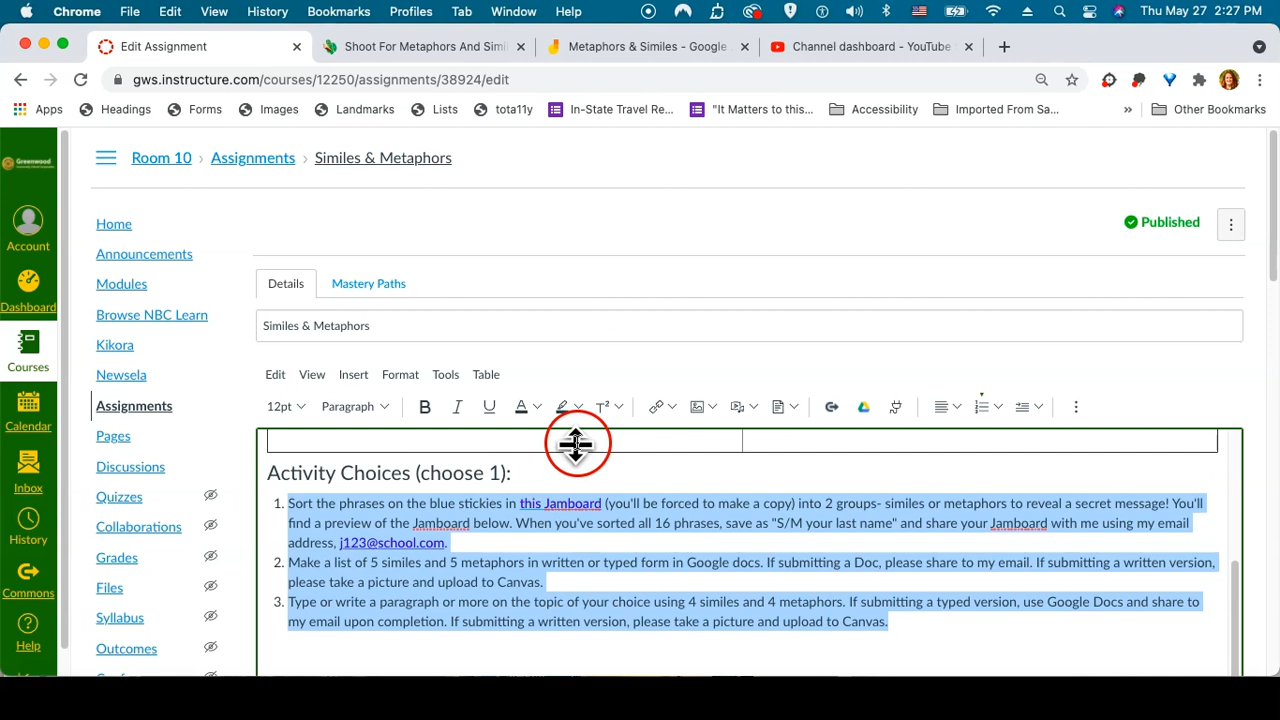 Chrome File Edit View History Bookmarks Profiles Tab Window Help Thu May 27 2:27 PM
Edit Assignment × Shoot For Metaphors And Simil × Metaphors & Similes - Google × Channel dashboard - YouTube × +
gws.instructure.com/courses/12250/assignments/38924/edit
Apps Headings Forms Images Landmarks Lists tota11y In-State Travel Re... "It Matters to this... Accessibility Imported From Sa... » Other Bookmarks
Greenwood
Room 10 › Assignments › Similes & Metaphors
Published
Account
Dashboard
Courses
Calendar
Inbox
History
Commons
Help
Home
Announcements
Modules
Browse NBC Learn
Kikora
Newsela
Assignments
Pages
Discussions
Quizzes
Collaborations
Grades
Files
Syllabus
Outcomes
Details Mastery Paths
Similes & Metaphors
Edit View Insert Format Tools Table
12pt Paragraph B I U A T²
Activity Choices (choose 1):
1. Sort the phrases on the blue stickies in this Jamboard (you'll be forced to make a copy) into 2 groups- similes or metaphors to reveal a secret message! You'll
find a preview of the Jamboard below. When you've sorted all 16 phrases, save as "S/M your last name" and share your Jamboard with me using my email
address, j123@school.com.
2. Make a list of 5 similes and 5 metaphors in written or typed form in Google docs. If submitting a Doc, please share to my email. If submitting a written version,
please take a picture and upload to Canvas.
3. Type or write a paragraph or more on the topic of your choice using 4 similes and 4 metaphors. If submitting a typed version, use Google Docs and share to
my email upon completion. If submitting a written version, please take a picture and upload to Canvas.